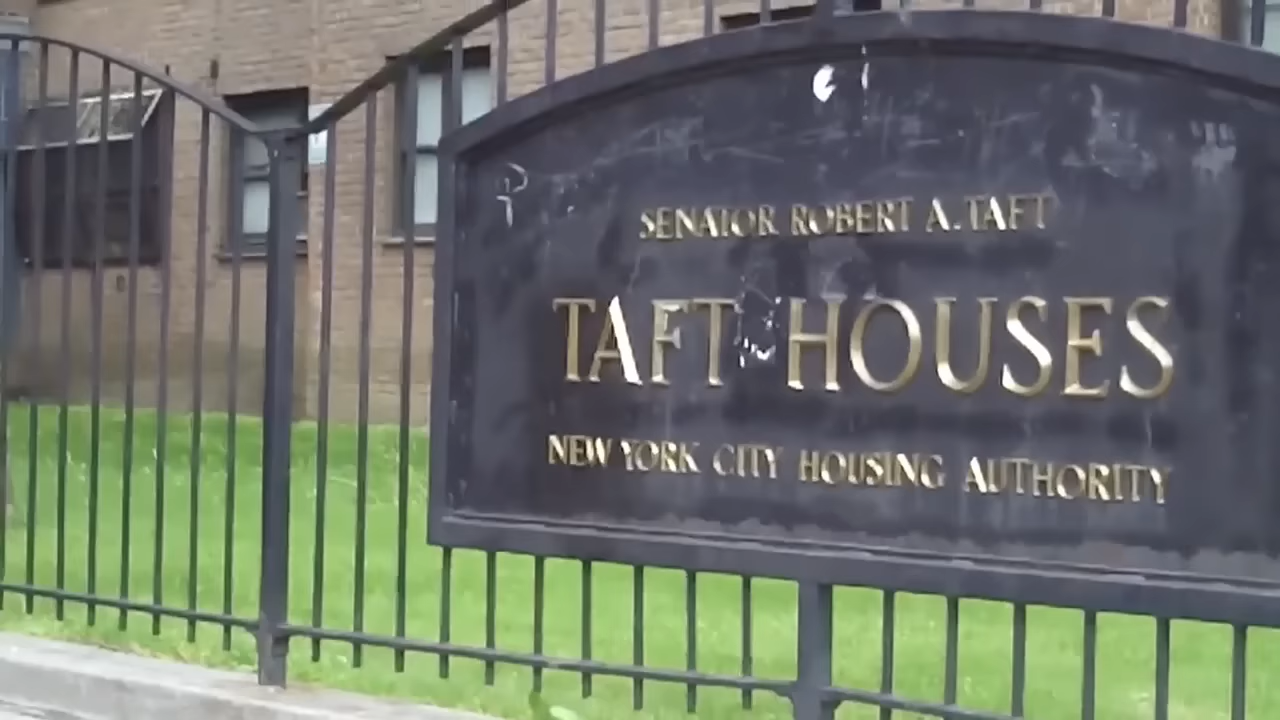 SENATOR ROBERT A. TAFT
TAFT HOUSES
NEW YORK CITY HOUSING AUTHORITY